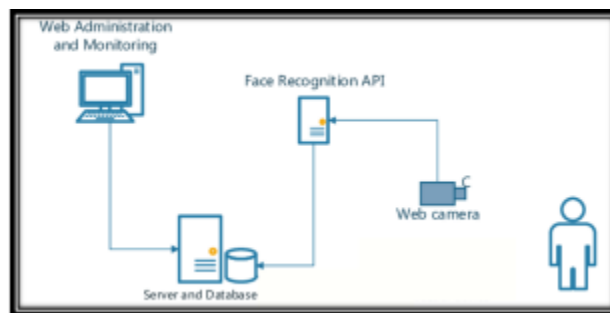 Web Administration
and Monitoring
Face Recognition API
C
Web camera
Server and Database